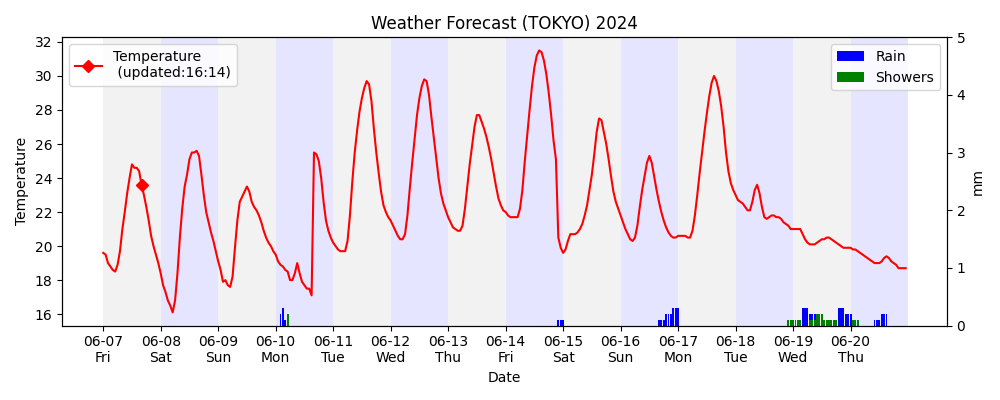 Weather Forecast (TOKYO) 2024
Temperature
(updated:16:14)
Rain
Showers
32
30
28
26
24
22
20
18
16
Temperature
5
4
3
2
1
0
mm
06-07 06-08 06-09 06-10 06-11 06-12 06-13 06-14 06-15 06-16 06-17 06-18 06-19 06-20
Fri Sat Sun Mon Tue Wed Thu Fri Sat Sun Mon Tue Wed Thu
Date